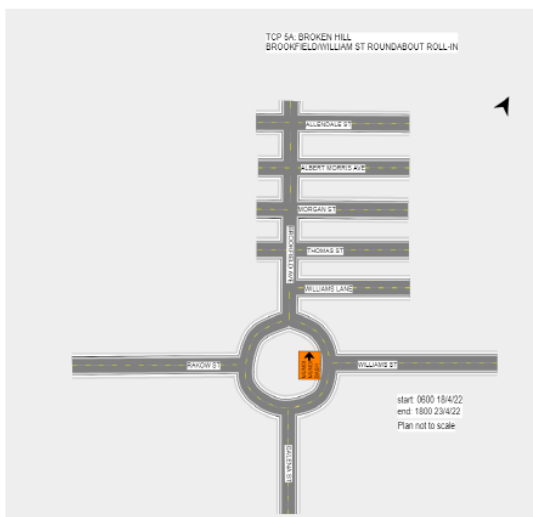 TCP 5A: BROKEN HILL
BROOKFIELD/WILLIAM ST ROUNDABOUT ROLL-IN
ALLENDALE ST
ALBERT MORRIS AVE
MORGAN ST
BROOKFIELD AVE
THOMAS ST
WILLIAMS LANE
RAKOW ST
WILLIAMS ST
start: 0600 18/4/22
end: 1800 23/4/22
Plan not to scale
GALENA ST